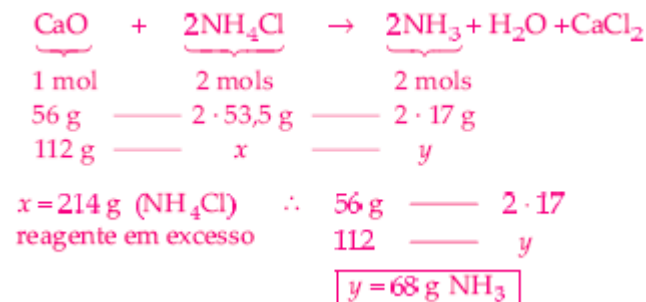 CaO + 2NH₄Cl → 2NH₃ + H₂O + CaCl₂
1 mol 2 mols 2 mols
56 g —— 2 · 53,5 g —— 2 · 17 g
112 g —— x —— y
x = 214 g (NH₄Cl) ∴ 56 g —— 2 · 17
reagente em excesso 112 —— y
y = 68 g NH₃